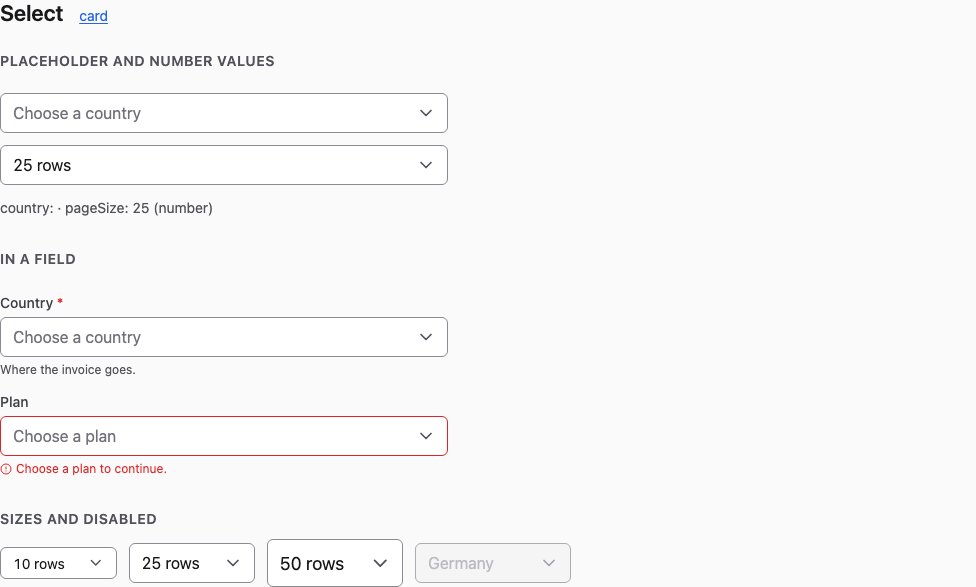 Select card
PLACEHOLDER AND NUMBER VALUES
Choose a country
25 rows
country: · pageSize: 25 (number)
IN A FIELD
Country *
Choose a country
Where the invoice goes.
Plan
Choose a plan
Choose a plan to continue.
SIZES AND DISABLED
10 rows 25 rows 50 rows Germany